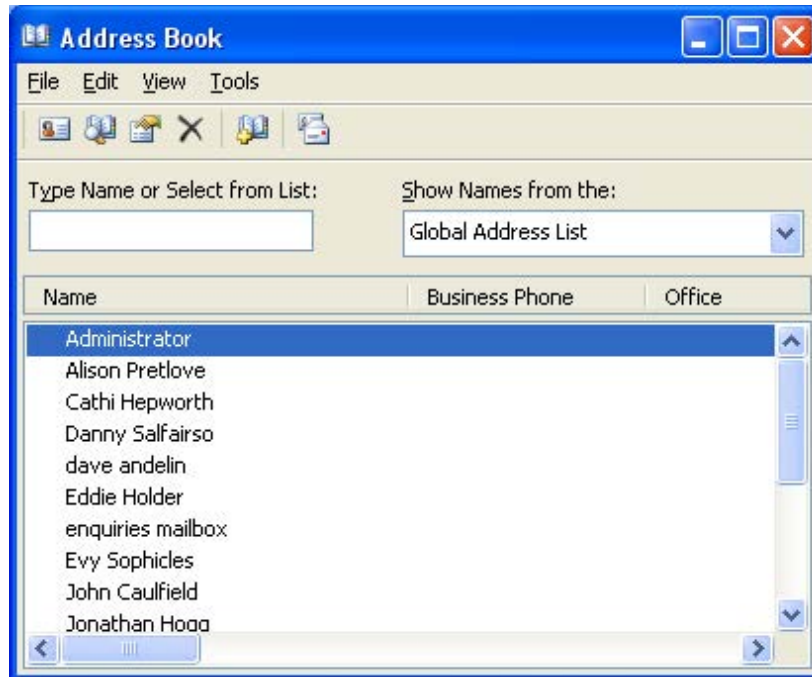 Address Book
File Edit View Tools
Type Name or Select from List: Show Names from the:
Global Address List
Name Business Phone Office
Administrator
Alison Pretlove
Cathi Hepworth
Danny Salfairso
dave andelin
Eddie Holder
enquiries mailbox
Evy Sophicles
John Caulfield
Jonathan Hogg